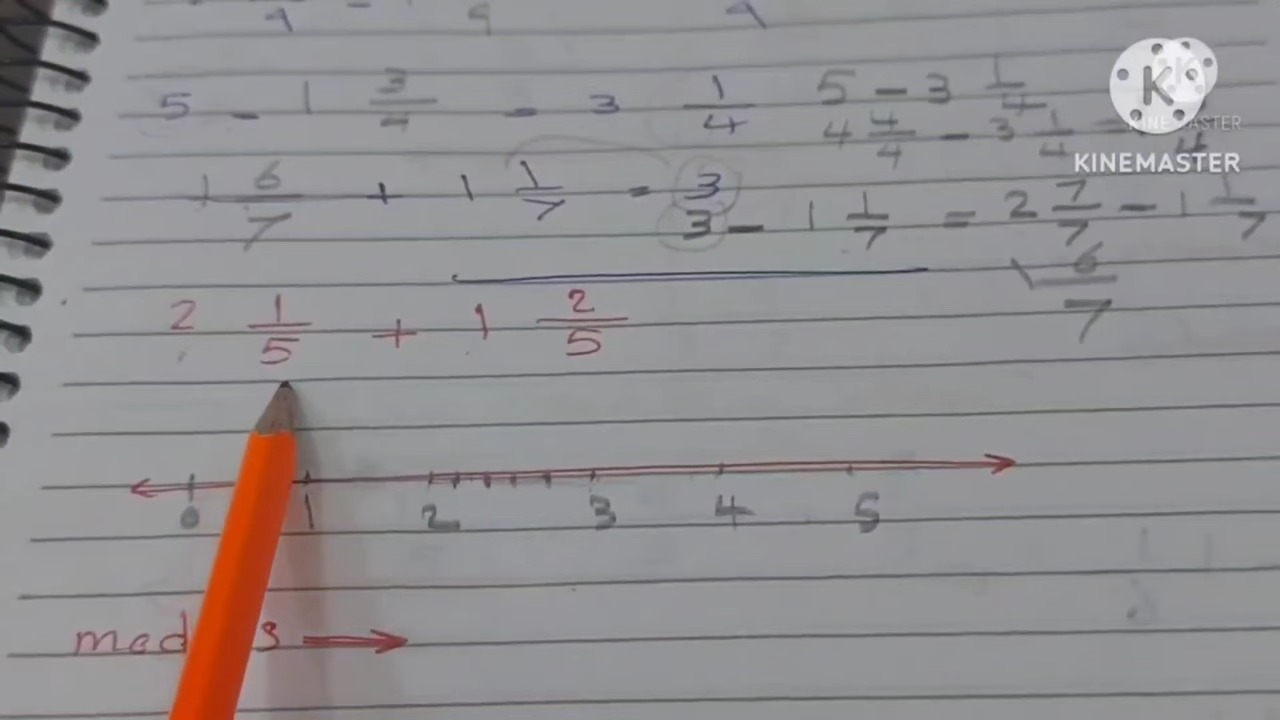 5 - 1 3/4 = 3 1/4 5 - 3 1/4
4 4/4 - 3 1/4 =
1 6/7 + 1 1/7 = 3
3 - 1 1/7 = 2 7/7 - 1 1/7
1 6/7
2 1/5 + 1 2/5
0 1 2 3 4 5
KINEMASTER
KINEMASTER